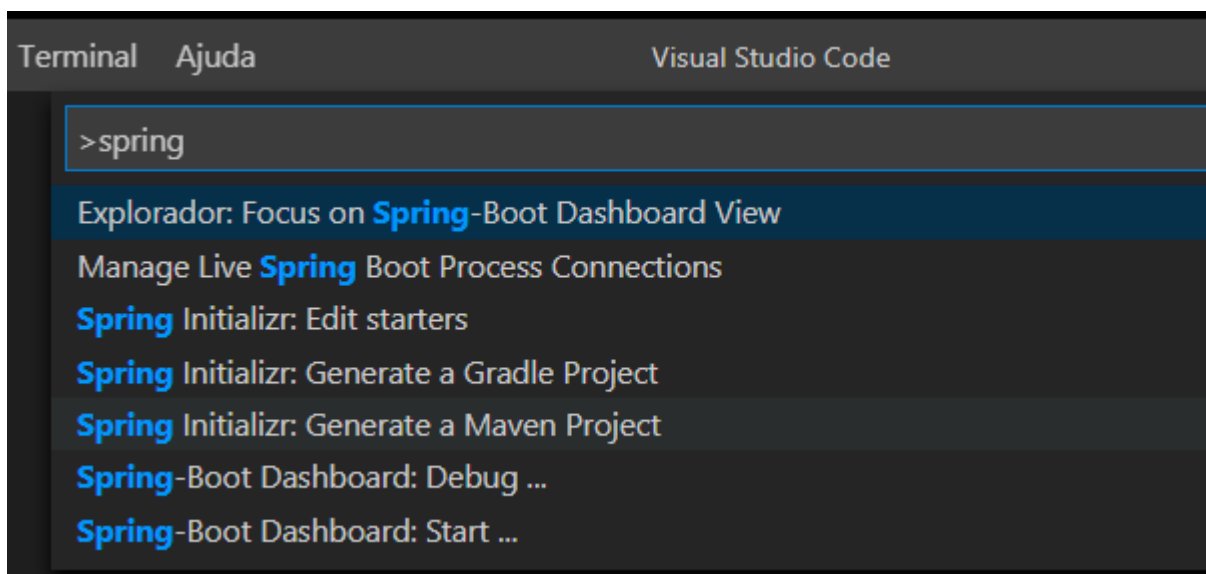 Terminal Ajuda Visual Studio Code
>spring
Explorador: Focus on Spring-Boot Dashboard View
Manage Live Spring Boot Process Connections
Spring Initializr: Edit starters
Spring Initializr: Generate a Gradle Project
Spring Initializr: Generate a Maven Project
Spring-Boot Dashboard: Debug ...
Spring-Boot Dashboard: Start ...